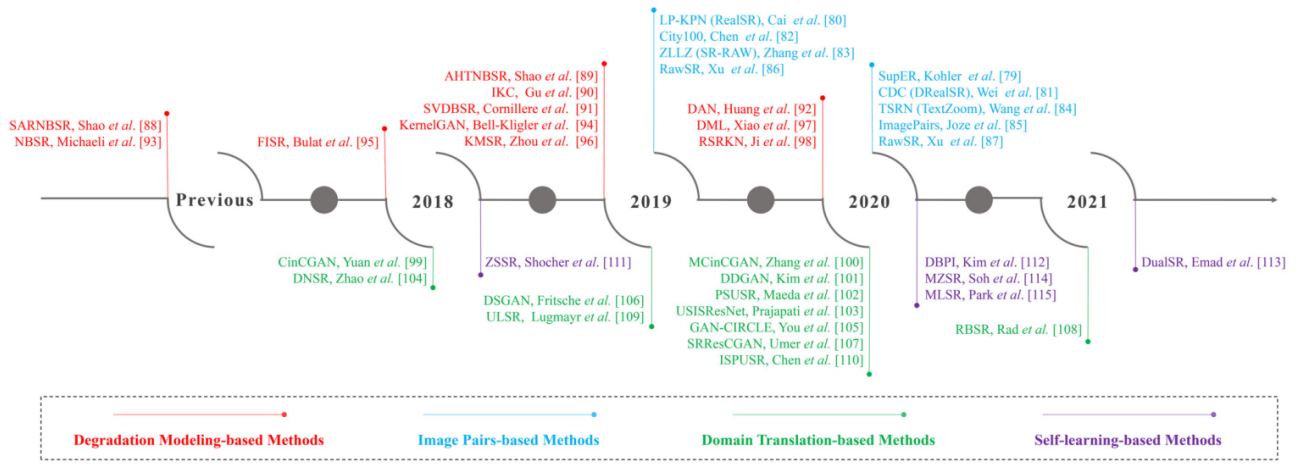 LP-KPN (RealSR), Cai et al. [80]
City100, Chen et al. [82]
ZLLZ (SR-RAW), Zhang et al. [83]
RawSR, Xu et al. [86]
AHTNBSR, Shao et al. [89]
IKC, Gu et al. [90]
SVDBSR, Cornillere et al. [91]
KernelGAN, Bell-Kligler et al. [94]
KMSR, Zhou et al. [96]
SupER, Kohler et al. [79]
CDC (DRealSR), Wei et al. [81]
TSRN (TextZoom), Wang et al. [84]
ImagePairs, Joze et al. [85]
RawSR, Xu et al. [87]
DAN, Huang et al. [92]
DML, Xiao et al. [97]
RSRKN, Ji et al. [98]
SARNBSR, Shao et al. [88]
NBSR, Michaeli et al. [93]
FISR, Bulat et al. [95]
Previous
2018
2019
2020
2021
CinCGAN, Yuan et al. [99]
DNSR, Zhao et al. [104]
ZSSR, Shocher et al. [111]
DSGAN, Fritsche et al. [106]
ULSR, Lugmayr et al. [109]
MCinCGAN, Zhang et al. [100]
DDGAN, Kim et al. [101]
PSUSR, Maeda et al. [102]
USISResNet, Prajapati et al. [103]
GAN-CIRCLE, You et al. [105]
SRResCGAN, Umer et al. [107]
ISPUSR, Chen et al. [110]
DBPI, Kim et al. [112]
MZSR, Soh et al. [114]
MLSR, Park et al. [115]
RBSR, Rad et al. [108]
DualSR, Emad et al. [113]
Degradation Modeling-based Methods
Image Pairs-based Methods
Domain Translation-based Methods
Self-learning-based Methods